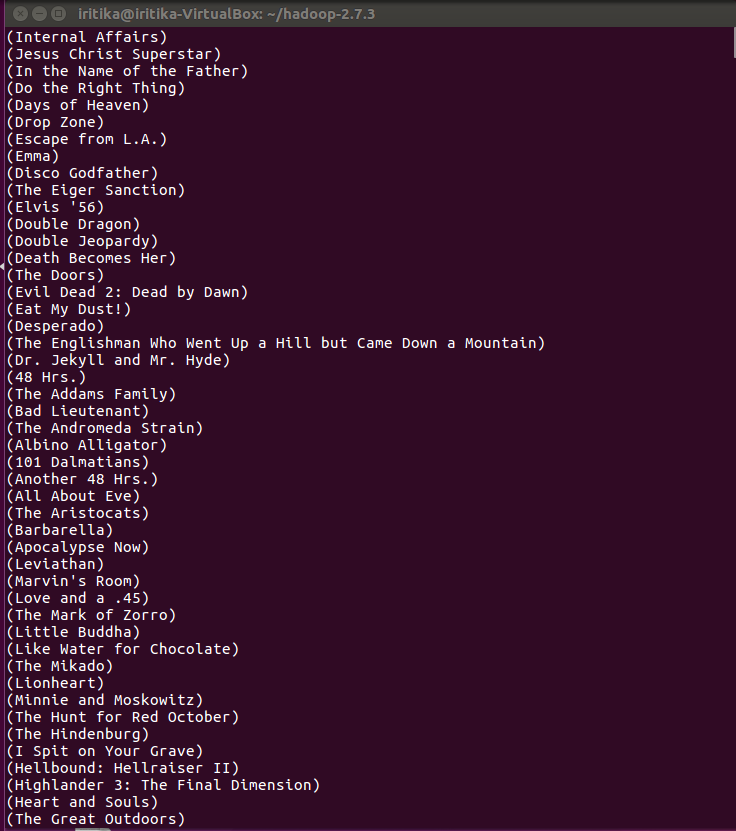 iritika@iritika-VirtualBox: ~/hadoop-2.7.3
(Internal Affairs)
(Jesus Christ Superstar)
(In the Name of the Father)
(Do the Right Thing)
(Days of Heaven)
(Drop Zone)
(Escape from L.A.)
(Emma)
(Disco Godfather)
(The Eiger Sanction)
(Elvis '56)
(Double Dragon)
(Double Jeopardy)
(Death Becomes Her)
(The Doors)
(Evil Dead 2: Dead by Dawn)
(Eat My Dust!)
(Desperado)
(The Englishman Who Went Up a Hill but Came Down a Mountain)
(Dr. Jekyll and Mr. Hyde)
(48 Hrs.)
(The Addams Family)
(Bad Lieutenant)
(The Andromeda Strain)
(Albino Alligator)
(101 Dalmatians)
(Another 48 Hrs.)
(All About Eve)
(The Aristocats)
(Barbarella)
(Apocalypse Now)
(Leviathan)
(Marvin's Room)
(Love and a .45)
(The Mark of Zorro)
(Little Buddha)
(Like Water for Chocolate)
(The Mikado)
(Lionheart)
(Minnie and Moskowitz)
(The Hunt for Red October)
(The Hindenburg)
(I Spit on Your Grave)
(Hellbound: Hellraiser II)
(Highlander 3: The Final Dimension)
(Heart and Souls)
(The Great Outdoors)